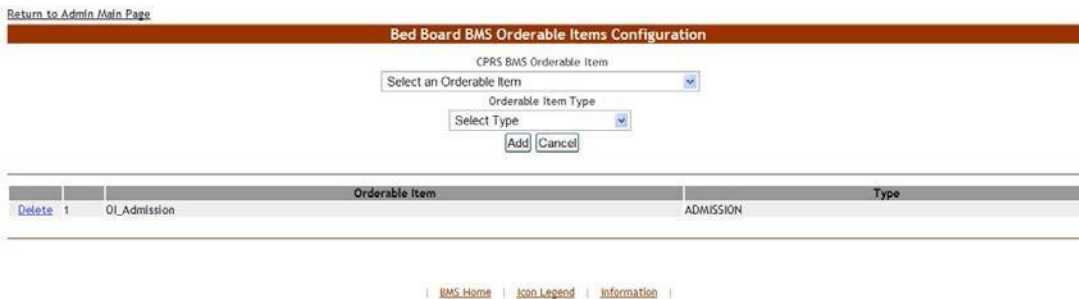 Return to Admin Main Page
Bed Board BMS Orderable Items Configuration
CPRS BMS Orderable Item
Select an Orderable Item
Orderable Item Type
Select Type
Add Cancel
Orderable Item Type
Delete 1 OI_Admission ADMISSION
| BMS Home | Icon Legend | Information |